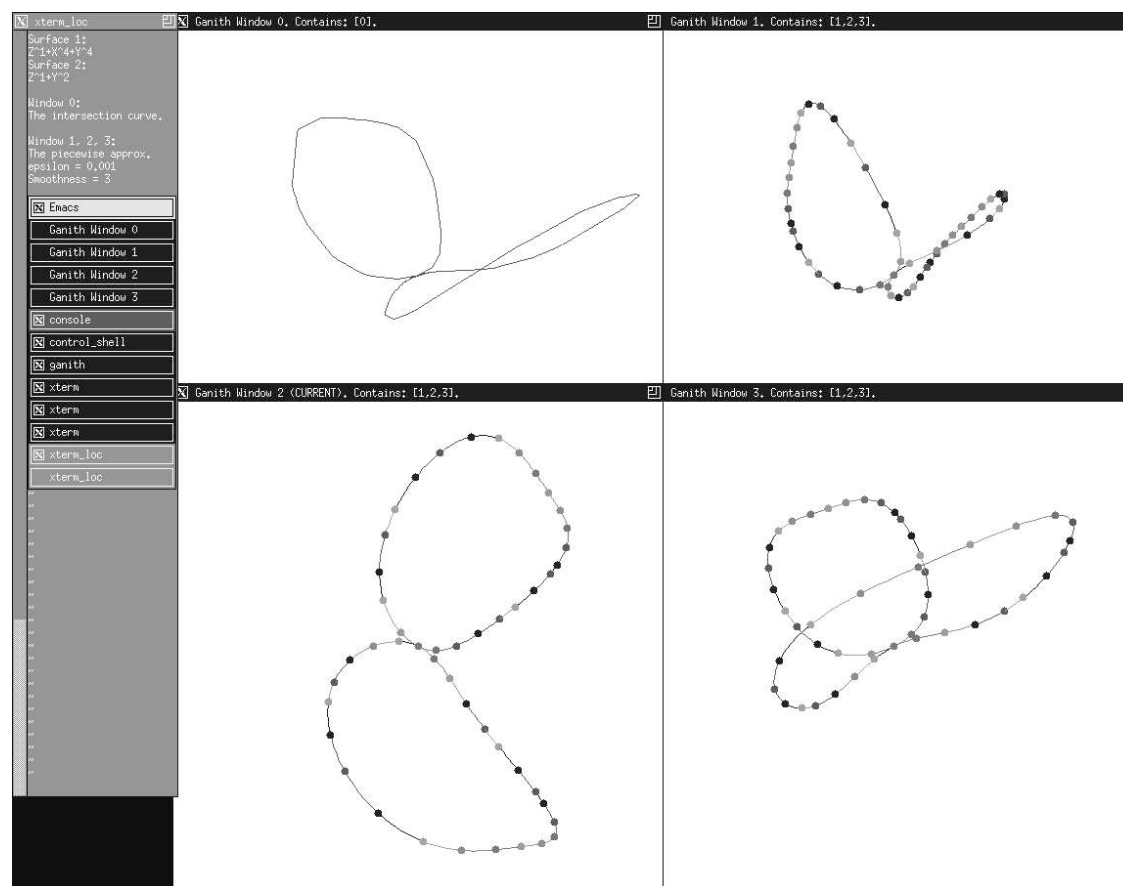 xterm_loc
Surface 1:
Z^1+X^4+Y^4
Surface 2:
Z^1+Y^2
Window 0:
The intersection curve.
Window 1, 2, 3:
The piecewise approx.
epsilon = 0.001
Smoothness = 3
Emacs
Ganith Window 0
Ganith Window 1
Ganith Window 2
Ganith Window 3
console
control_shell
ganith
xterm
xterm
xterm
xterm_loc
xterm_loc
Ganith Window 0. Contains: [0].
Ganith Window 1. Contains: [1,2,3].
Ganith Window 2 (CURRENT). Contains: [1,2,3].
Ganith Window 3. Contains: [1,2,3].